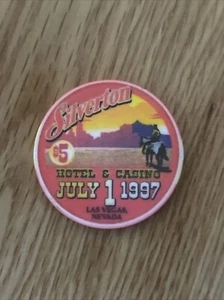 Silverton
$5
HOTEL & CASINO
JULY 1 1997
LAS VEGAS,
NEVADA